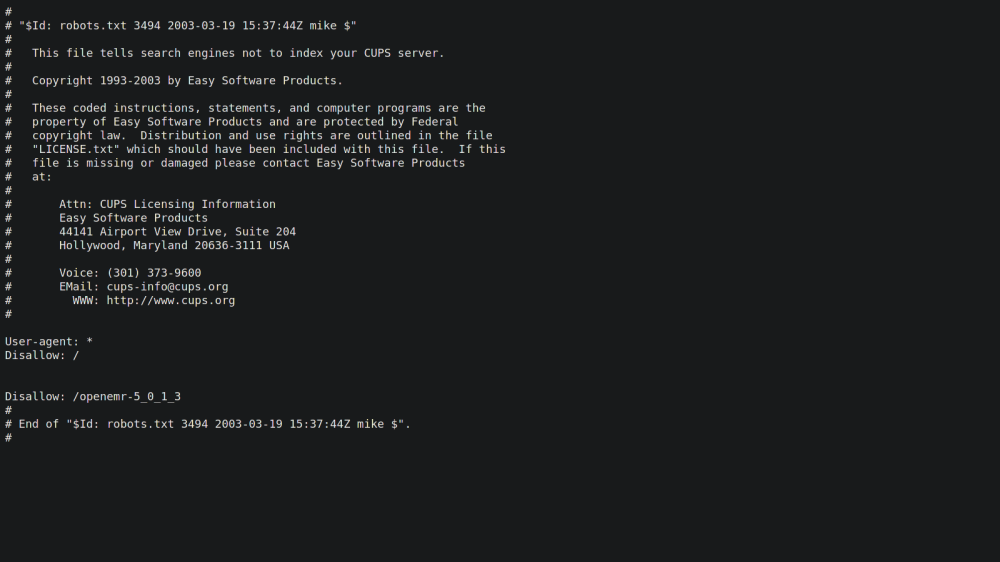 #
# "$Id: robots.txt 3494 2003-03-19 15:37:44Z mike $"
#
#   This file tells search engines not to index your CUPS server.
#
#   Copyright 1993-2003 by Easy Software Products.
#
#   These coded instructions, statements, and computer programs are the
#   property of Easy Software Products and are protected by Federal
#   copyright law.  Distribution and use rights are outlined in the file
#   "LICENSE.txt" which should have been included with this file.  If this
#   file is missing or damaged please contact Easy Software Products
#   at:
#
#       Attn: CUPS Licensing Information
#       Easy Software Products
#       44141 Airport View Drive, Suite 204
#       Hollywood, Maryland 20636-3111 USA
#
#       Voice: (301) 373-9600
#       EMail: cups-info@cups.org
#         WWW: http://www.cups.org
#

User-agent: *
Disallow: /


Disallow: /openemr-5_0_1_3
#
# End of "$Id: robots.txt 3494 2003-03-19 15:37:44Z mike $".
#